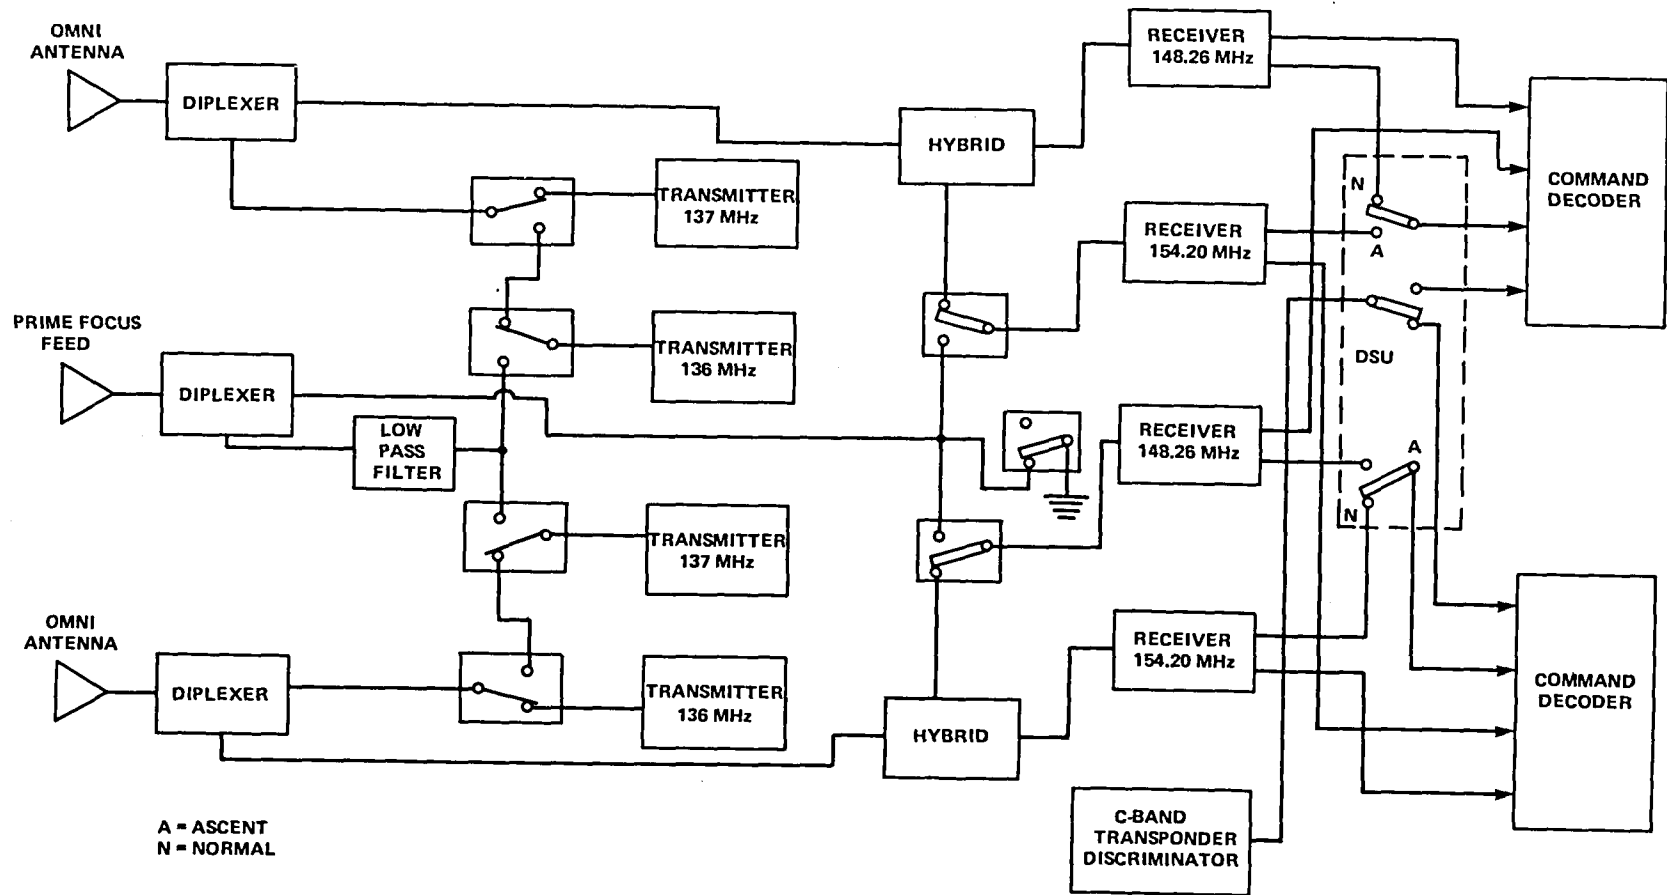 OMNI
ANTENNA
DIPLEXER
TRANSMITTER
137 MHz
HYBRID
RECEIVER
148.26 MHz
COMMAND
DECODER
N
A
RECEIVER
154.20 MHz
PRIME FOCUS
FEED
DIPLEXER
TRANSMITTER
136 MHz
LOW
PASS
FILTER
DSU
RECEIVER
148.26 MHz
A
N
TRANSMITTER
137 MHz
OMNI
ANTENNA
DIPLEXER
TRANSMITTER
136 MHz
HYBRID
RECEIVER
154.20 MHz
COMMAND
DECODER
C-BAND
TRANSPONDER
DISCRIMINATOR
A = ASCENT
N = NORMAL